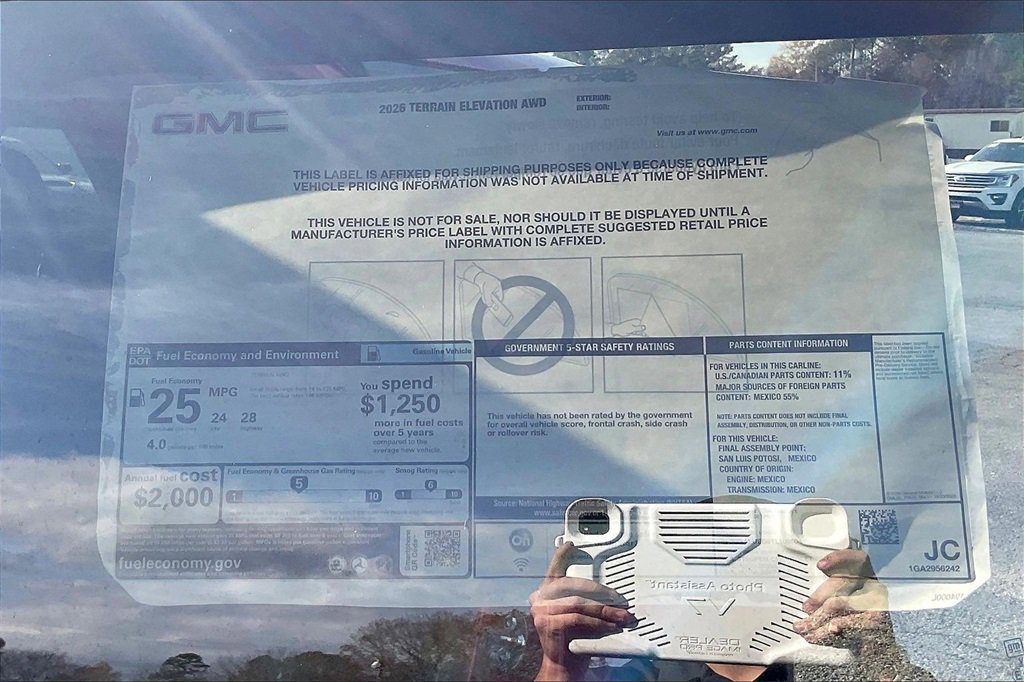 GMC
2026 TERRAIN ELEVATION AWD
EXTERIOR:
INTERIOR:
Visit us at www.gmc.com
THIS LABEL IS AFFIXED FOR SHIPPING PURPOSES ONLY BECAUSE COMPLETE
VEHICLE PRICING INFORMATION WAS NOT AVAILABLE AT TIME OF SHIPMENT.
THIS VEHICLE IS NOT FOR SALE, NOR SHOULD IT BE DISPLAYED UNTIL A
MANUFACTURER'S PRICE LABEL WITH COMPLETE SUGGESTED RETAIL PRICE
INFORMATION IS AFFIXED.
EPA
DOT
Fuel Economy and Environment
Gasoline Vehicle
Fuel Economy
25 MPG
24 28
highway
4.0
You spend
$1,250
more in fuel costs
over 5 years
compared to the
average new vehicle.
Annual fuel cost
$2,000
Fuel Economy & Greenhouse Gas Rating
5
1 10
Smog Rating
6
1 10
fueleconomy.gov
Smartphone
QR Code
GOVERNMENT 5-STAR SAFETY RATINGS
This vehicle has not been rated by the government
for overall vehicle score, frontal crash, side crash
or rollover risk.
Source: National Highway
on
PARTS CONTENT INFORMATION
FOR VEHICLES IN THIS CARLINE:
U.S./CANADIAN PARTS CONTENT: 11%
MAJOR SOURCES OF FOREIGN PARTS
CONTENT: MEXICO 55%
NOTE: PARTS CONTENT DOES NOT INCLUDE FINAL
ASSEMBLY, DISTRIBUTION, OR OTHER NON-PARTS COSTS.
FOR THIS VEHICLE:
FINAL ASSEMBLY POINT:
SAN LUIS POTOSI, MEXICO
COUNTRY OF ORIGIN:
ENGINE: MEXICO
TRANSMISSION: MEXICO
JC
1GA2956242
Photo Assistant
DEALER
IMAGE PRO